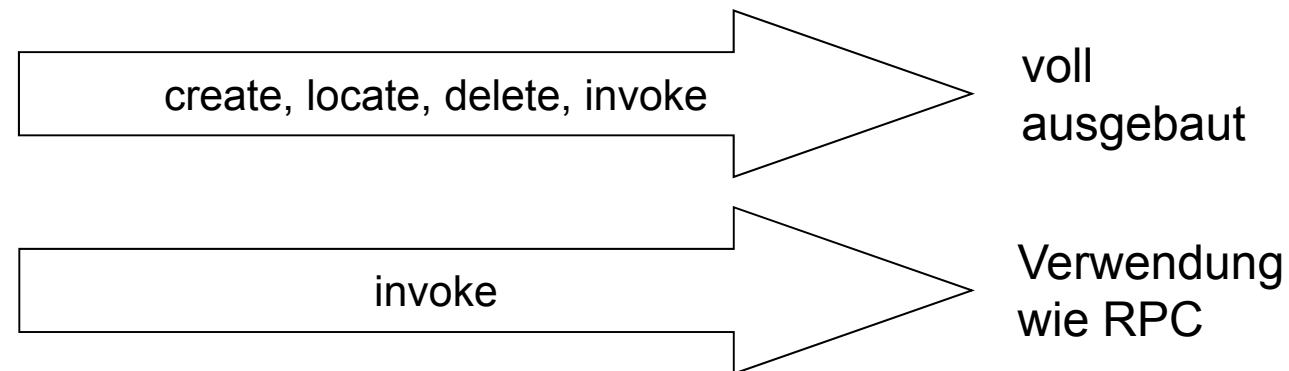 create, locate, delete, invoke
voll
ausgebaut
invoke
Verwendung
wie RPC